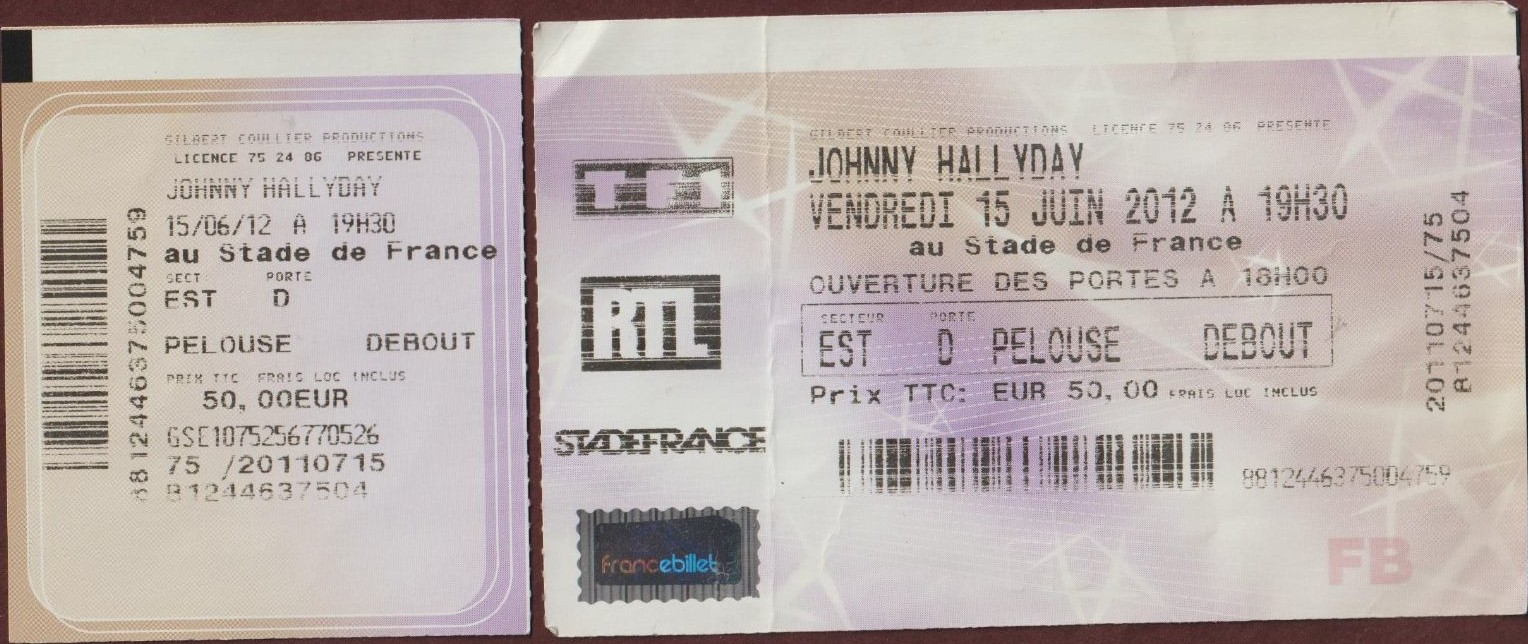 GILBERT COULLIER PRODUCTIONS
LICENCE 75 24 06 PRESENTE
JOHNNY HALLYDAY
15/06/12 A 19H30
au Stade de France
SECT PORTE
EST D
PELOUSE DEBOUT
PRIX TTC FRAIS LOC INCLUS
50,00EUR
GSE1075256770526
75 /20110715
81244637504
8812446375004759
TF1
RTL
STADEFRANCE
francebillet
GILBERT COULLIER PRODUCTIONS LICENCE 75 24 06 PRESENTE
JOHNNY HALLYDAY
VENDREDI 15 JUIN 2012 A 19H30
au Stade de France
OUVERTURE DES PORTES A 18H00
SECTEUR PORTE
EST D PELOUSE DEBOUT
Prix TTC: EUR 50,00 FRAIS LOC INCLUS
8812446375004759
20110715/75
81244637504
FB